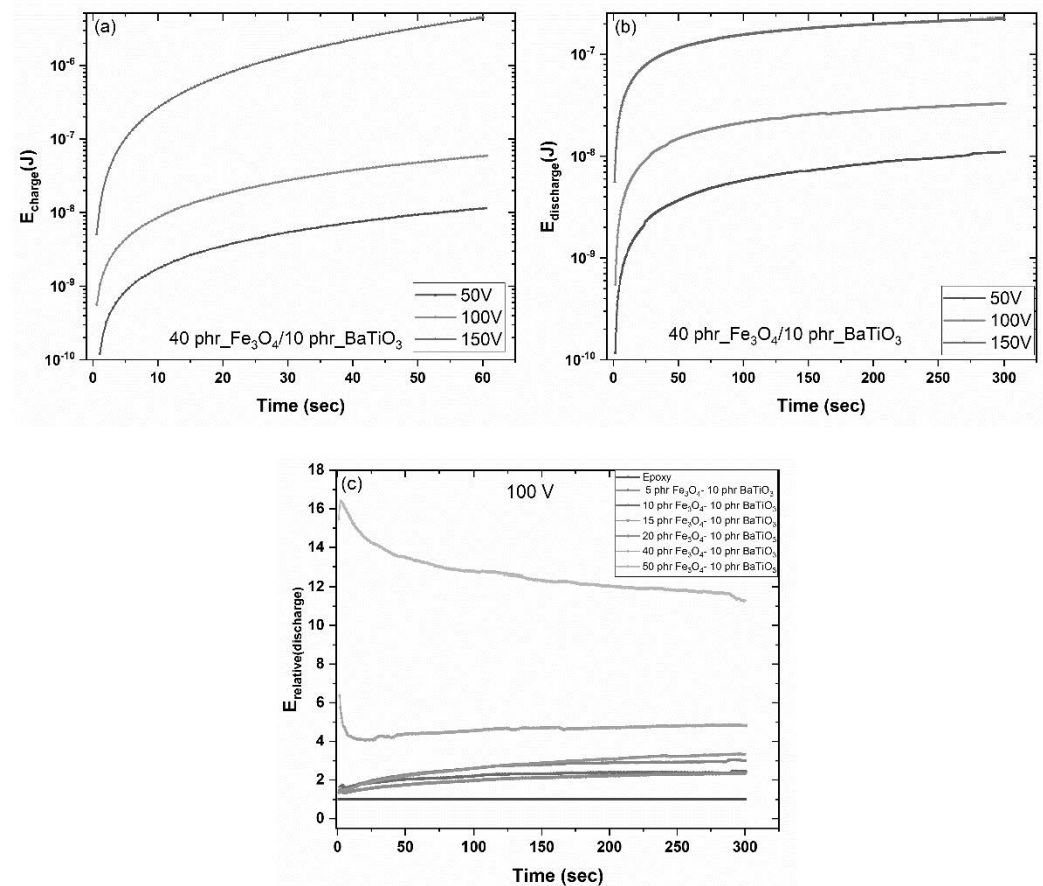 (a)
E_charge(J)
10⁻⁶
10⁻⁷
10⁻⁸
10⁻⁹
10⁻¹⁰
50V
100V
150V
40 phr_Fe₃O₄/10 phr_BaTiO₃
0 10 20 30 40 50 60
Time (sec)
(b)
E_discharge(J)
10⁻⁷
10⁻⁸
10⁻⁹
10⁻¹⁰
50V
100V
150V
40 phr_Fe₃O₄/10 phr_BaTiO₃
0 50 100 150 200 250 300
Time (sec)
(c)
100 V
E_relative(discharge)
18
16
14
12
10
8
6
4
2
0
Epoxy
5 phr Fe₃O₄- 10 phr BaTiO₃
10 phr Fe₃O₄- 10 phr BaTiO₃
15 phr Fe₃O₄- 10 phr BaTiO₃
20 phr Fe₃O₄- 10 phr BaTiO₃
40 phr Fe₃O₄- 10 phr BaTiO₃
50 phr Fe₃O₄- 10 phr BaTiO₃
0 50 100 150 200 250 300
Time (sec)